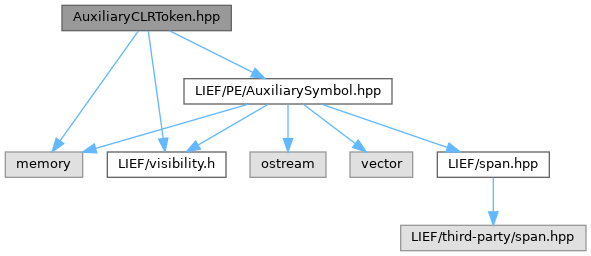 AuxiliaryCLRToken.hpp
LIEF/PE/AuxiliarySymbol.hpp
memory
LIEF/visibility.h
ostream
vector
LIEF/span.hpp
LIEF/third-party/span.hpp